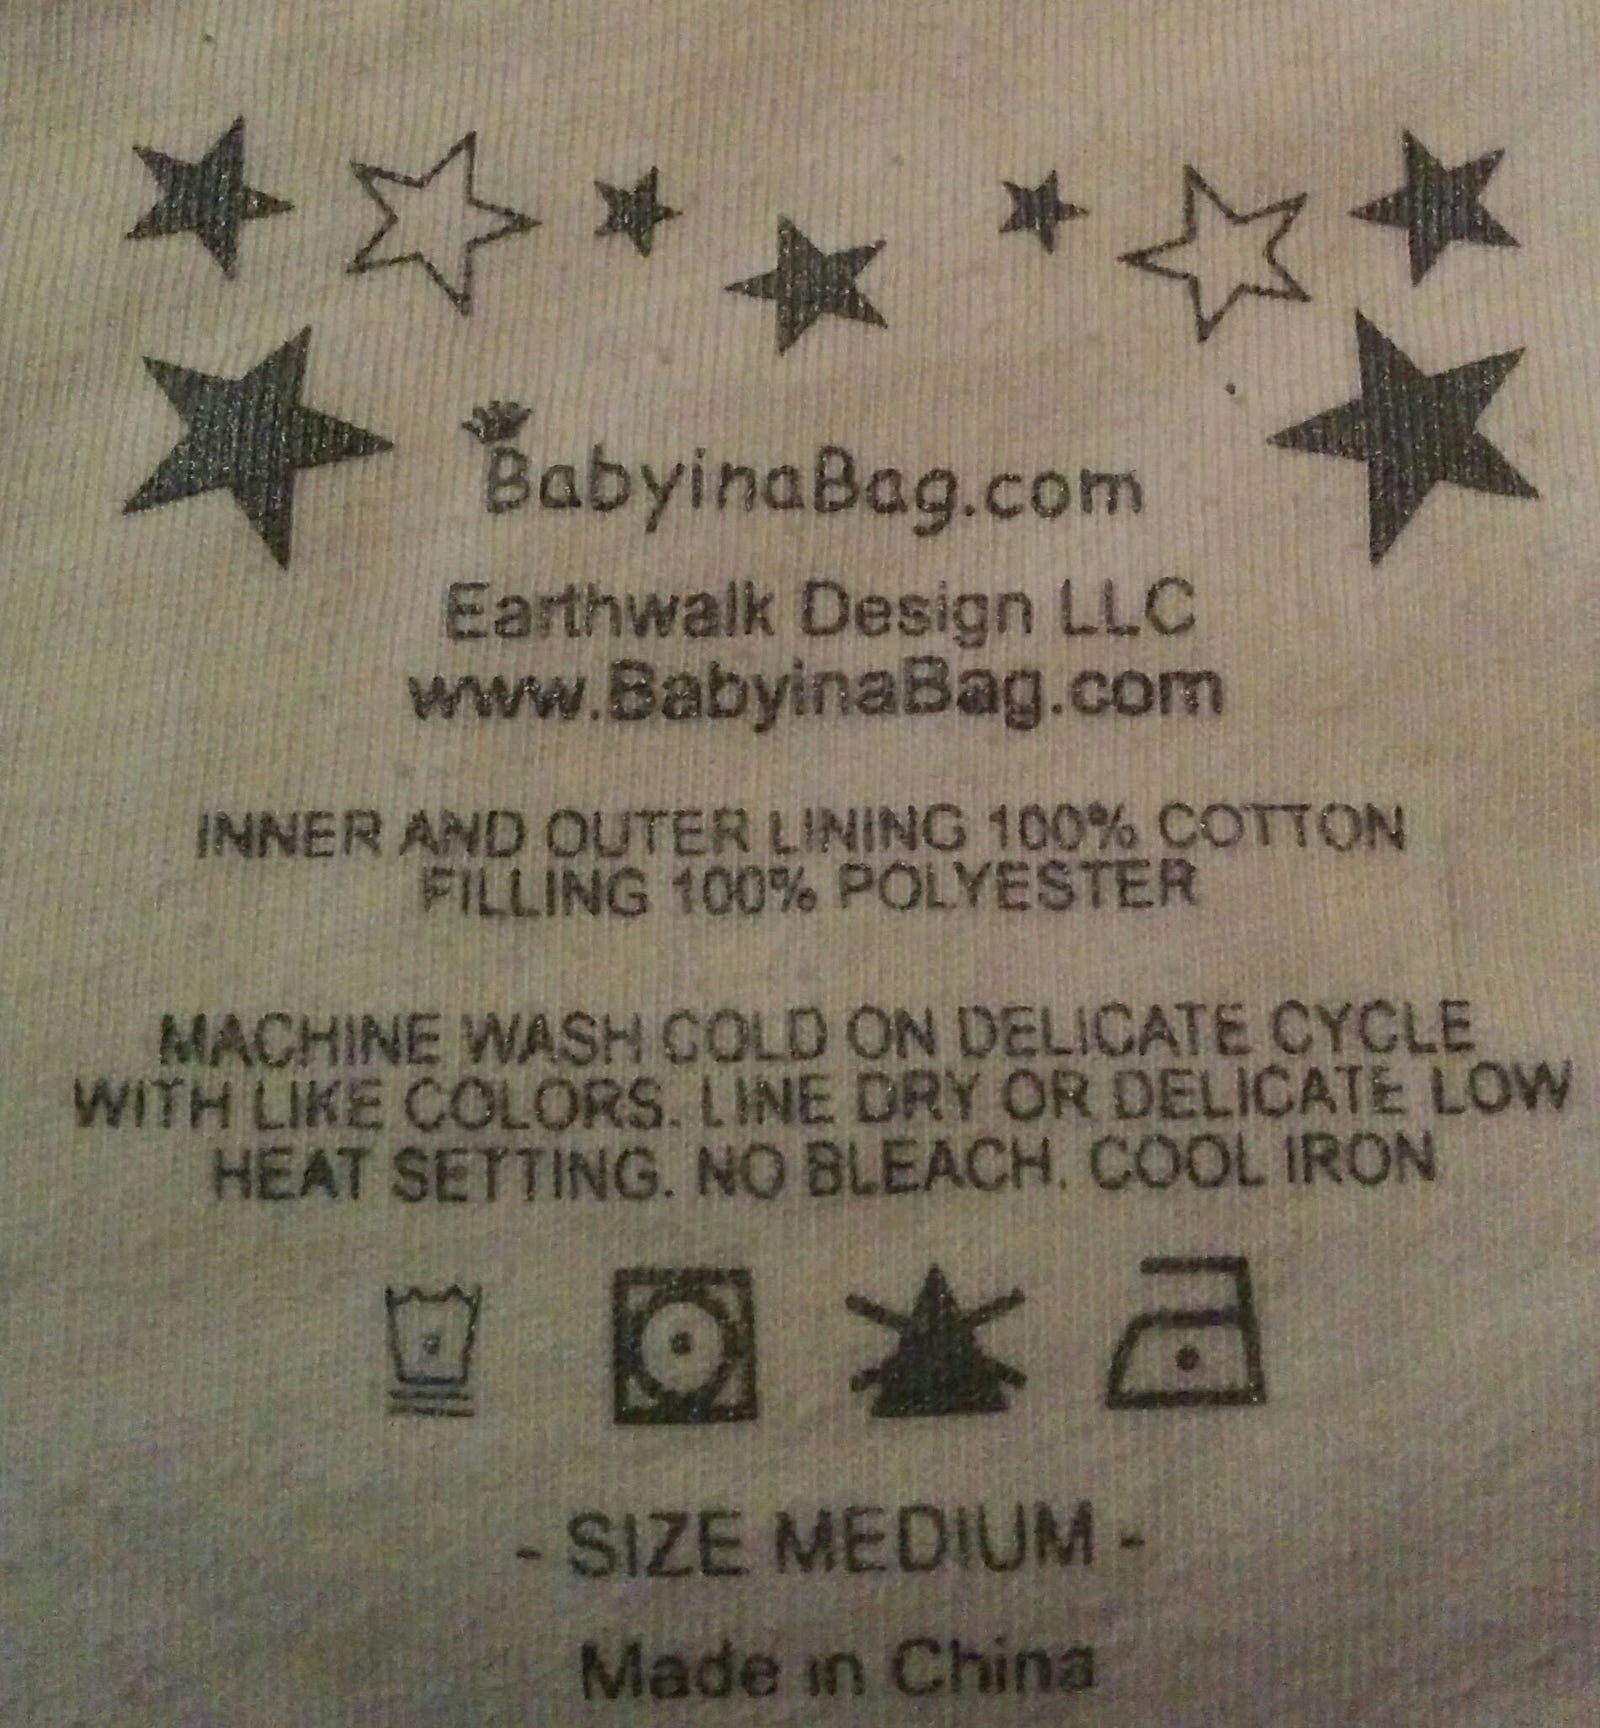 BabyinaBag.com
Earthwalk Design LLC
www.BabyinaBag.com
INNER AND OUTER LINING 100% COTTON
FILLING 100% POLYESTER
MACHINE WASH COLD ON DELICATE CYCLE
WITH LIKE COLORS. LINE DRY OR DELICATE LOW
HEAT SETTING. NO BLEACH. COOL IRON
- SIZE MEDIUM -
Made in China